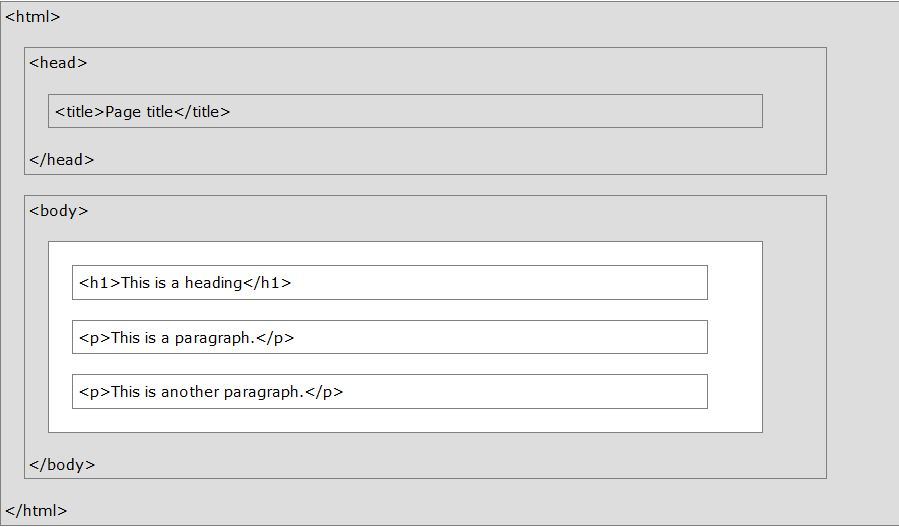 <html>
<head>
<title>Page title</title>
</head>
<body>
<h1>This is a heading</h1>
<p>This is a paragraph.</p>
<p>This is another paragraph.</p>
</body>
</html>